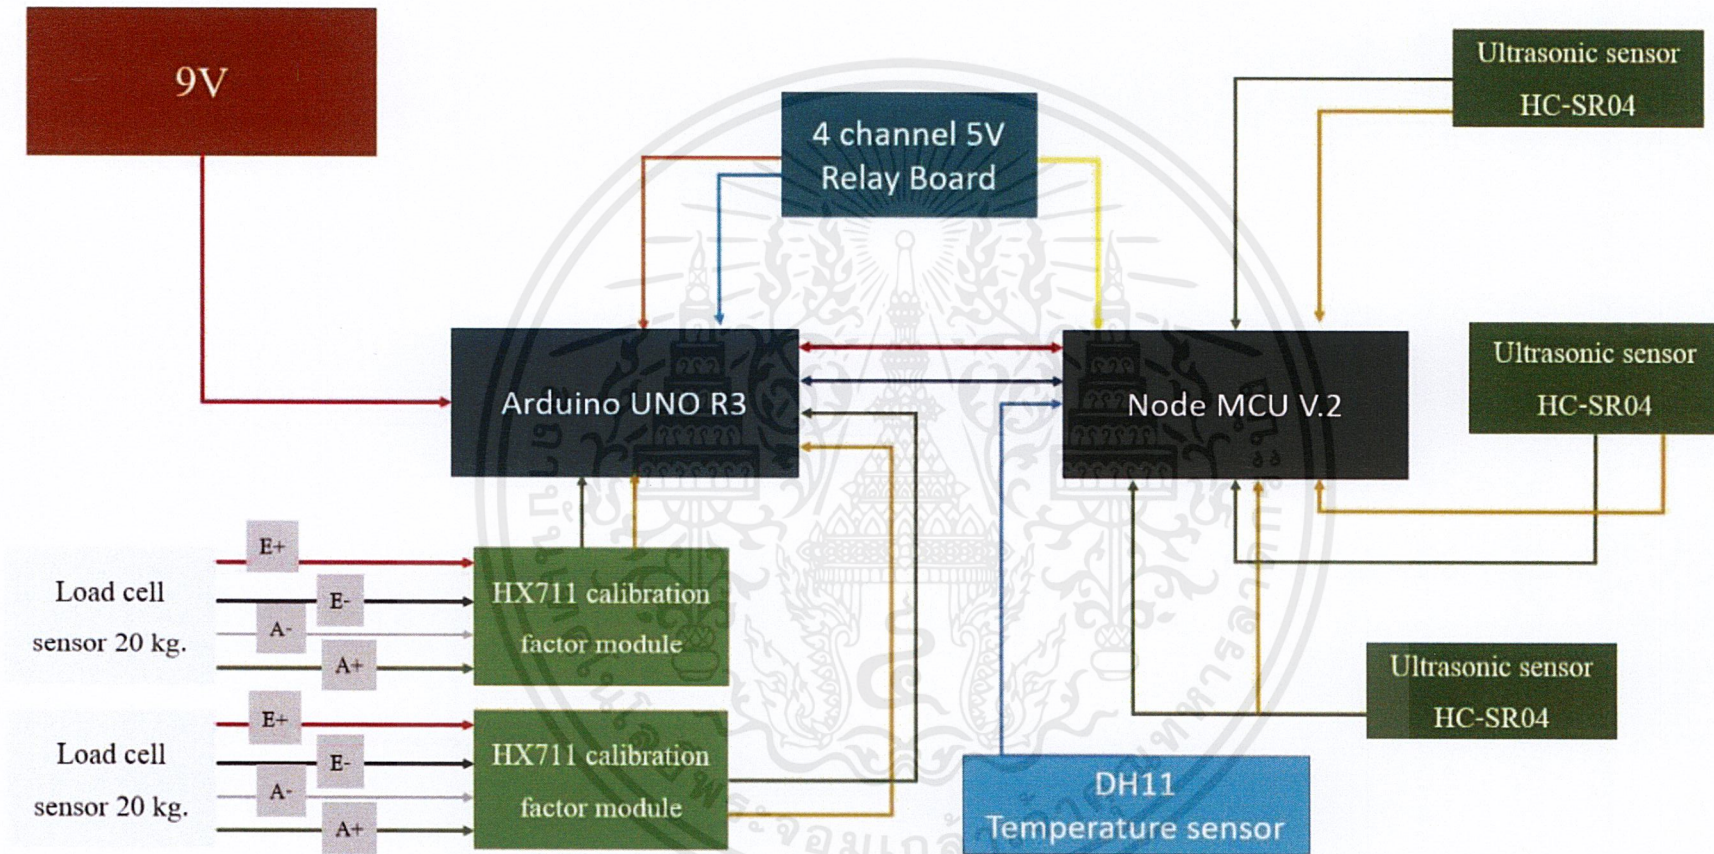 9V
4 channel 5V
Relay Board
Ultrasonic sensor
HC-SR04
Arduino UNO R3
Node MCU V.2
Ultrasonic sensor
HC-SR04
Load cell
sensor 20 kg.
E+
E-
A-
A+
HX711 calibration
factor module
Load cell
sensor 20 kg.
E+
E-
A-
A+
HX711 calibration
factor module
Ultrasonic sensor
HC-SR04
DH11
Temperature sensor